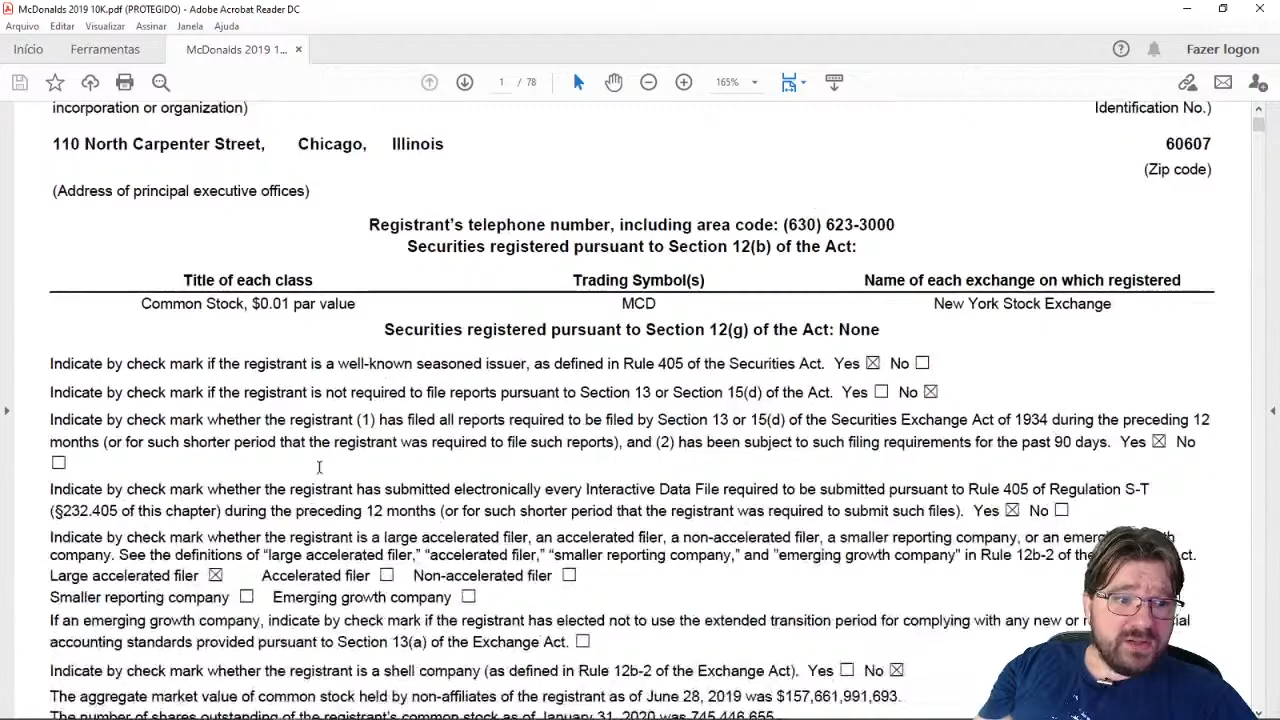 McDonalds 2019 10K.pdf (PROTEGIDO) - Adobe Acrobat Reader DC
Arquivo Editar Visualizar Assinar Janela Ajuda
Início Ferramentas McDonalds 2019 1... Fazer logon
1 / 78 165%
incorporation or organization) Identification No.)
110 North Carpenter Street, Chicago, Illinois 60607
(Zip code)
(Address of principal executive offices)
Registrant's telephone number, including area code: (630) 623-3000
Securities registered pursuant to Section 12(b) of the Act:
Title of each class Trading Symbol(s) Name of each exchange on which registered
Common Stock, $0.01 par value MCD New York Stock Exchange
Securities registered pursuant to Section 12(g) of the Act: None
Indicate by check mark if the registrant is a well-known seasoned issuer, as defined in Rule 405 of the Securities Act. Yes ☒ No ☐
Indicate by check mark if the registrant is not required to file reports pursuant to Section 13 or Section 15(d) of the Act. Yes ☐ No ☒
Indicate by check mark whether the registrant (1) has filed all reports required to be filed by Section 13 or 15(d) of the Securities Exchange Act of 1934 during the preceding 12
months (or for such shorter period that the registrant was required to file such reports), and (2) has been subject to such filing requirements for the past 90 days. Yes ☒ No
☐
Indicate by check mark whether the registrant has submitted electronically every Interactive Data File required to be submitted pursuant to Rule 405 of Regulation S-T
(§232.405 of this chapter) during the preceding 12 months (or for such shorter period that the registrant was required to submit such files). Yes ☒ No ☐
Indicate by check mark whether the registrant is a large accelerated filer, an accelerated filer, a non-accelerated filer, a smaller reporting company, or an growth
company. See the definitions of "large accelerated filer," "accelerated filer," "smaller reporting company," and "emerging growth company" in Rule 12b-2 of the Act.
Large accelerated filer ☒ Accelerated filer ☐ Non-accelerated filer ☐
Smaller reporting company ☐ Emerging growth company ☐
If an emerging growth company, indicate by check mark if the registrant has elected not to use the extended transition period for complying with any new or
accounting standards provided pursuant to Section 13(a) of the Exchange Act. ☐
Indicate by check mark whether the registrant is a shell company (as defined in Rule 12b-2 of the Exchange Act). Yes ☐ No ☒
The aggregate market value of common stock held by non-affiliates of the registrant as of June 28, 2019 was $157,661,991,693.
The number of shares outstanding of the registrant's common stock as of January 31, 2020 was 745,446,655.